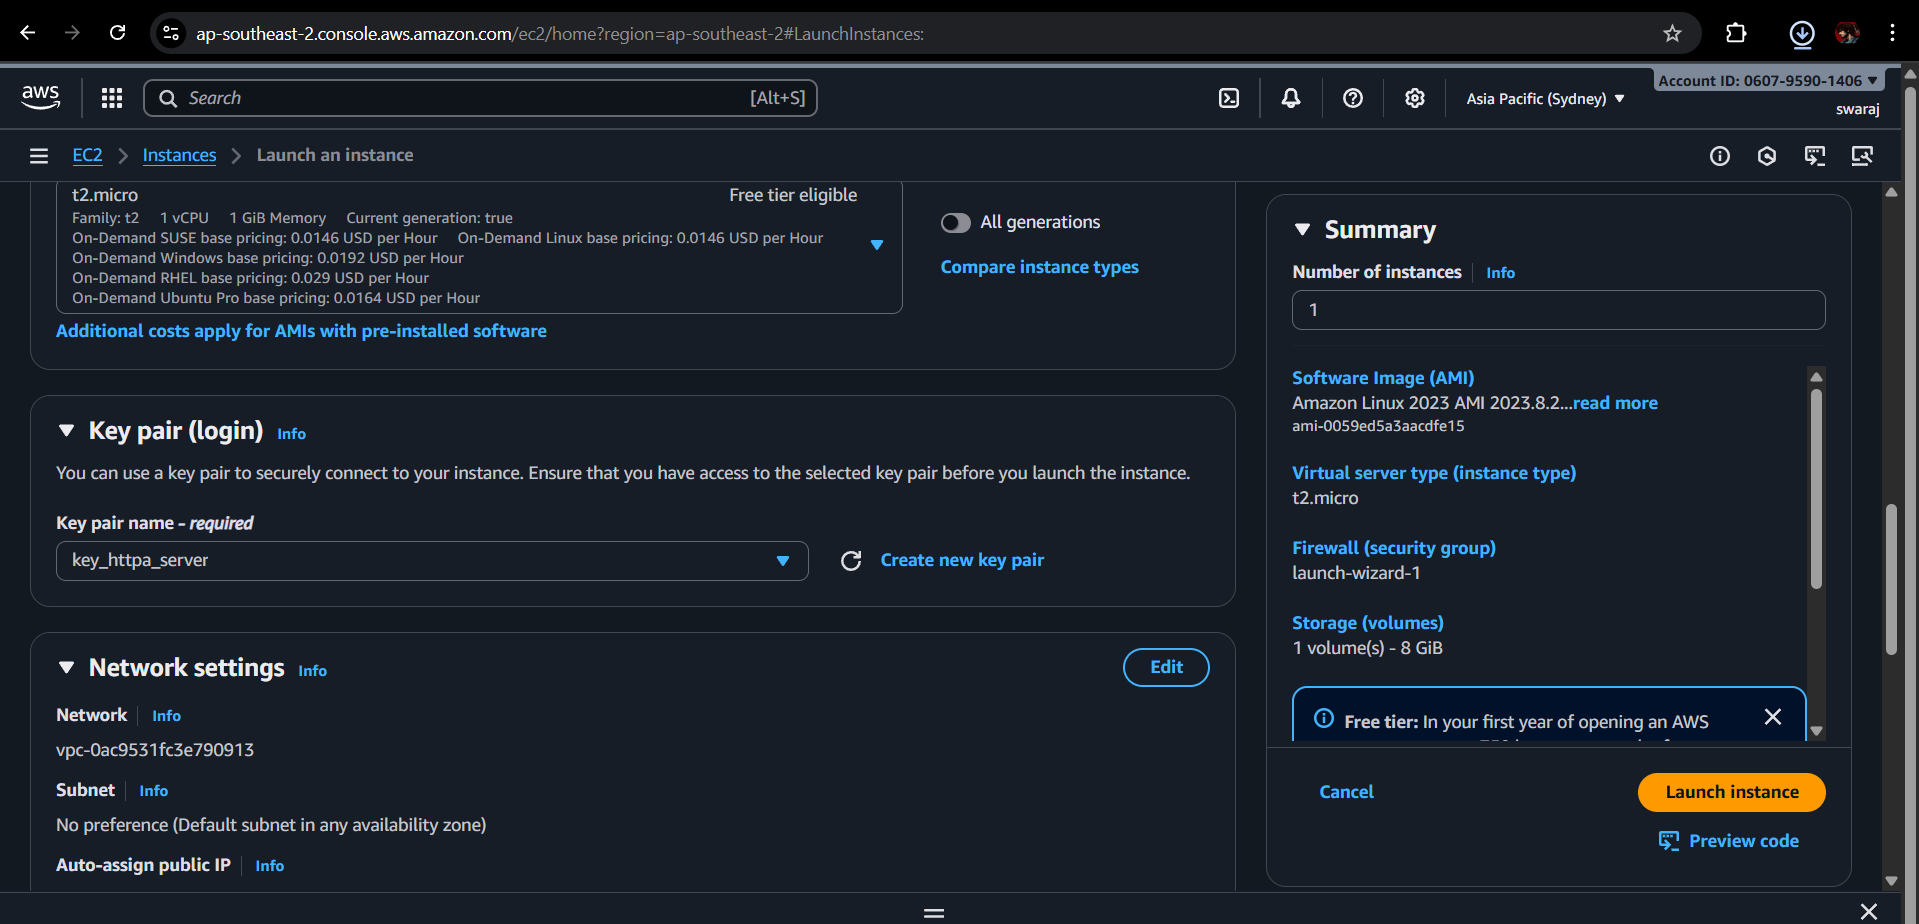 ap-southeast-2.console.aws.amazon.com/ec2/home?region=ap-southeast-2#LaunchInstances:
aws
Search
[Alt+S]
Asia Pacific (Sydney)
Account ID: 0607-9590-1406
swaraj
EC2
Instances
Launch an instance
t2.micro
Free tier eligible
Family: t2 1 vCPU 1 GiB Memory Current generation: true
On-Demand SUSE base pricing: 0.0146 USD per Hour On-Demand Linux base pricing: 0.0146 USD per Hour
On-Demand Windows base pricing: 0.0192 USD per Hour
On-Demand RHEL base pricing: 0.029 USD per Hour
On-Demand Ubuntu Pro base pricing: 0.0164 USD per Hour
All generations
Compare instance types
Additional costs apply for AMIs with pre-installed software
Key pair (login) Info
You can use a key pair to securely connect to your instance. Ensure that you have access to the selected key pair before you launch the instance.
Key pair name - required
key_httpa_server
Create new key pair
Network settings Info
Edit
Network Info
vpc-0ac9531fc3e790913
Subnet Info
No preference (Default subnet in any availability zone)
Auto-assign public IP Info
Summary
Number of instances Info
1
Software Image (AMI)
Amazon Linux 2023 AMI 2023.8.2...read more
ami-0059ed5a3aacdfe15
Virtual server type (instance type)
t2.micro
Firewall (security group)
launch-wizard-1
Storage (volumes)
1 volume(s) - 8 GiB
Free tier: In your first year of opening an AWS
Cancel
Launch instance
Preview code